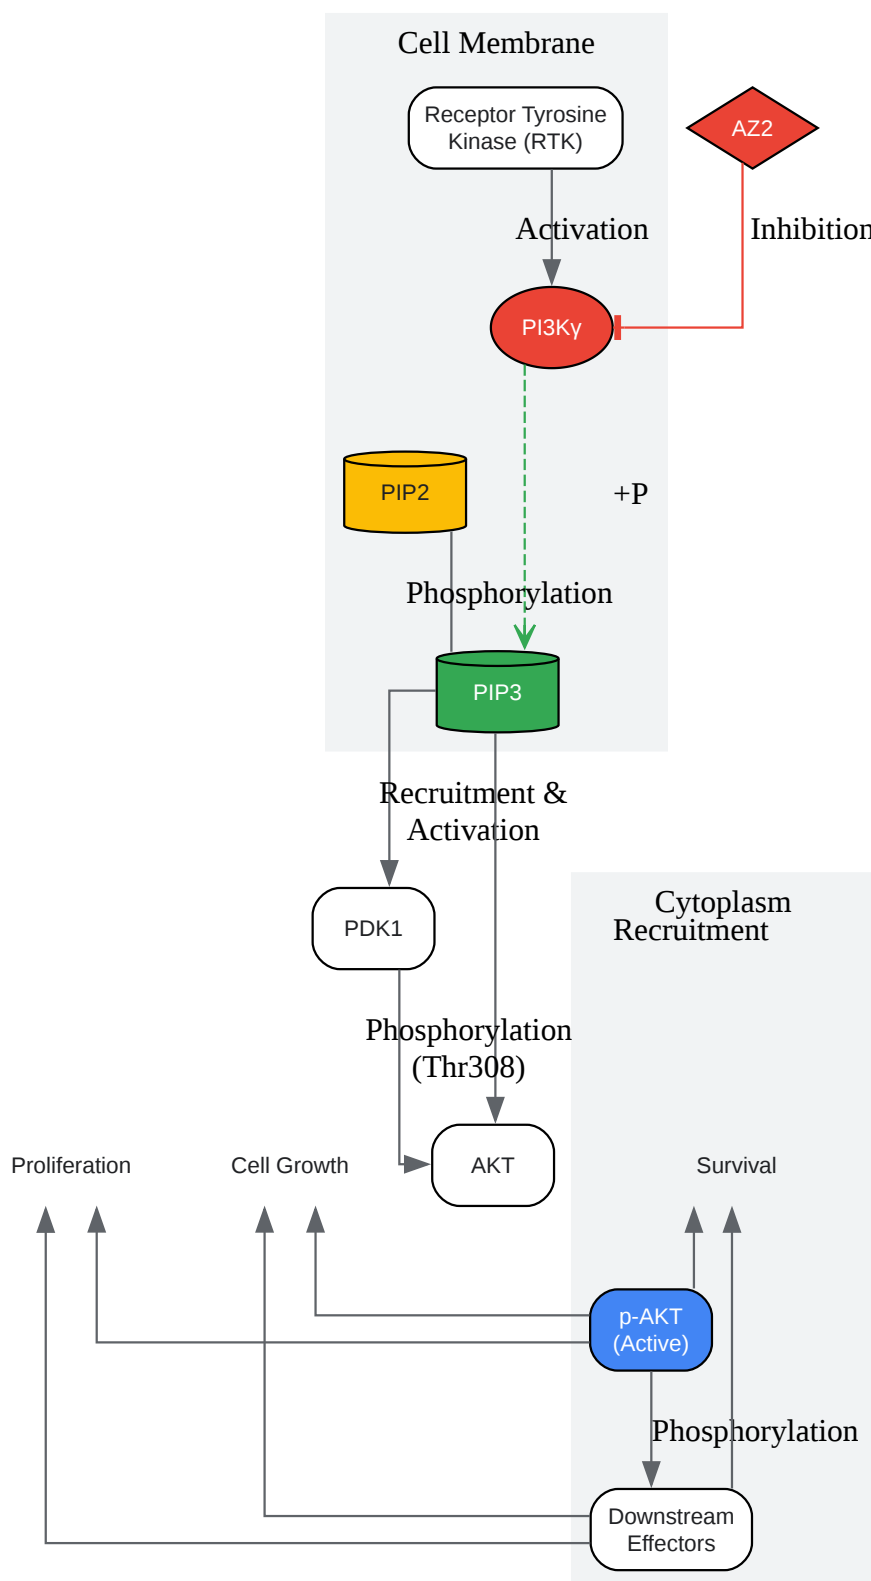 Cell Membrane
Receptor Tyrosine
Kinase (RTK)
AZ2
Activation
Inhibition
PI3Kγ
PIP2
+P
Phosphorylation
PIP3
Recruitment &
Activation
Cytoplasm
Recruitment
PDK1
Phosphorylation
(Thr308)
Proliferation
Cell Growth
AKT
Survival
p-AKT
(Active)
Phosphorylation
Downstream
Effectors